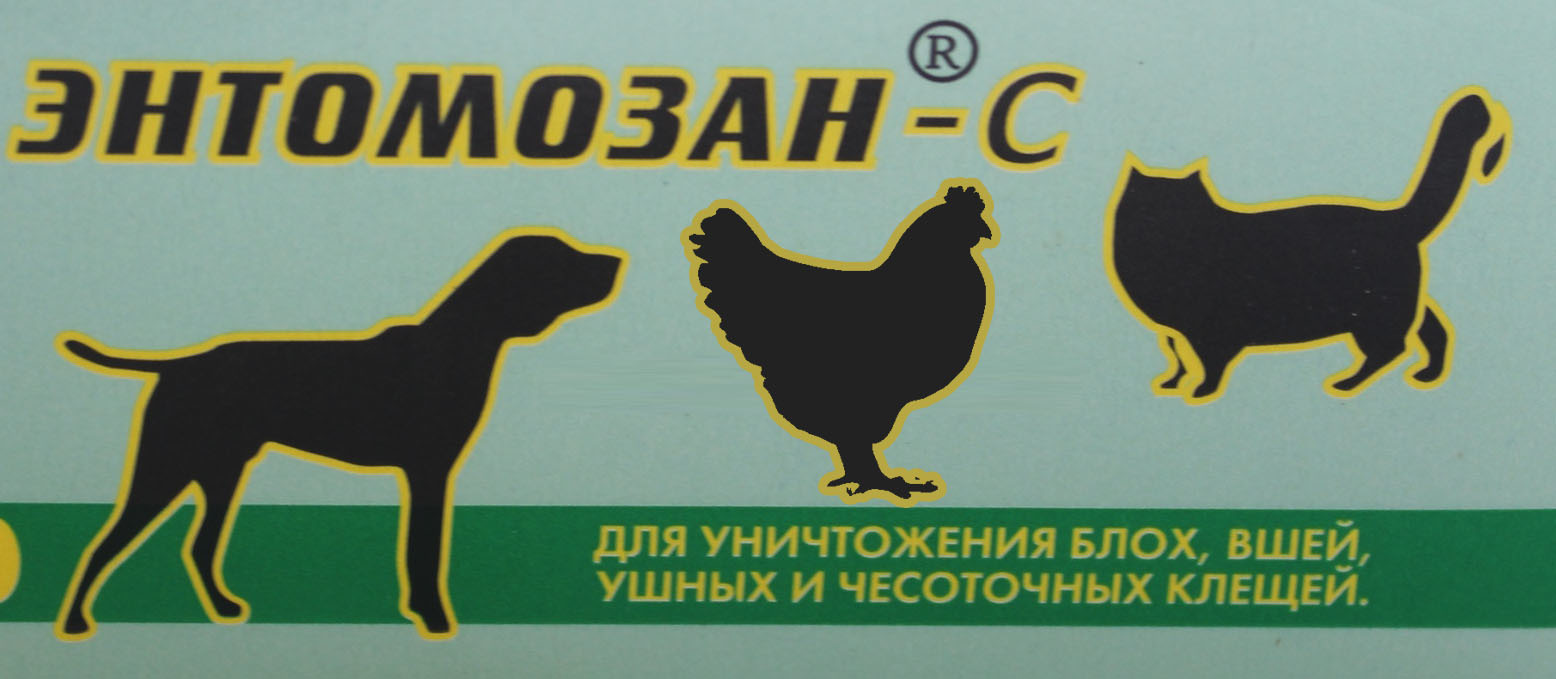 ЭНТОМОЗАН®-С
ДЛЯ УНИЧТОЖЕНИЯ БЛОХ, ВШЕЙ,
УШНЫХ И ЧЕСОТОЧНЫХ КЛЕЩЕЙ.